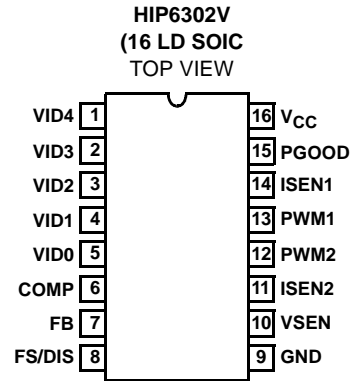 HIP6302V
(16 LD SOIC
TOP VIEW
VID4 1
VID3 2
VID2 3
VID1 4
VID0 5
COMP 6
FB 7
FS/DIS 8
16 VCC
15 PGOOD
14 ISEN1
13 PWM1
12 PWM2
11 ISEN2
10 VSEN
9 GND